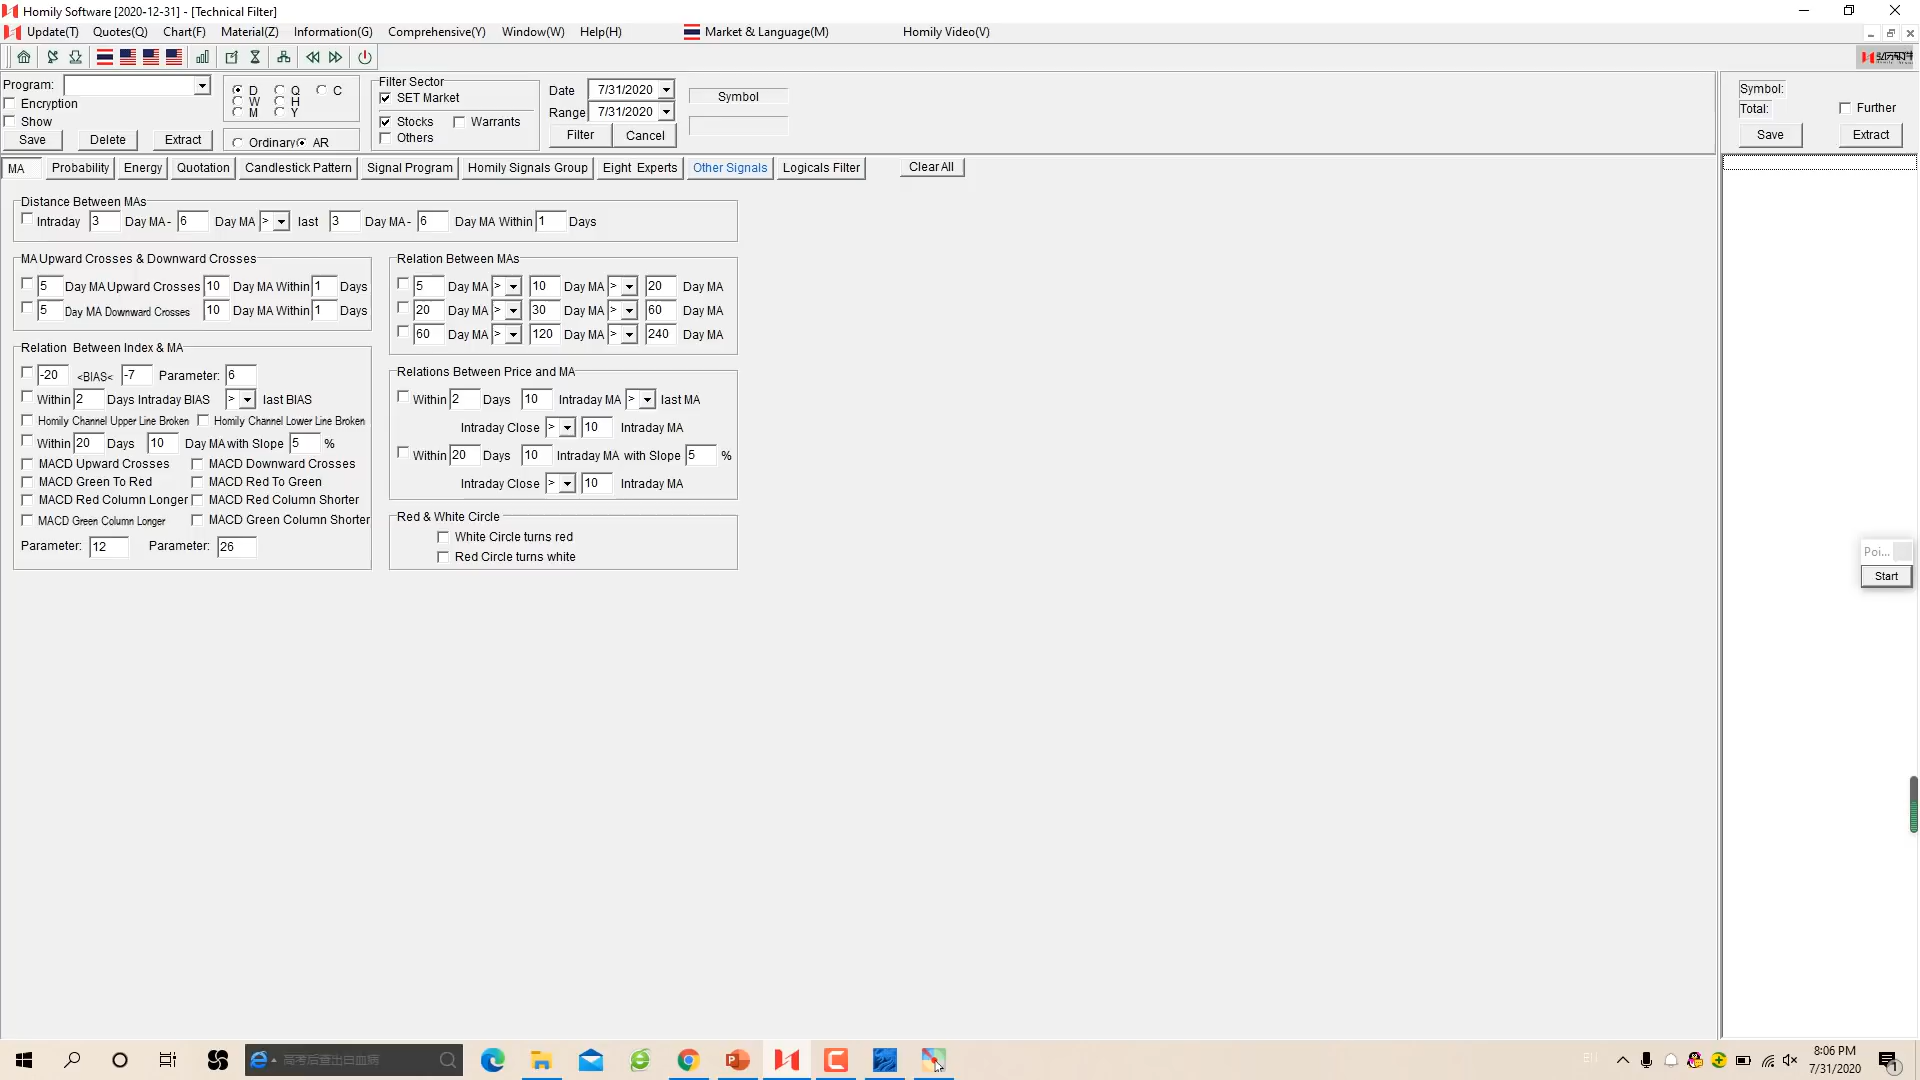 Homily Software [2020-12-31] - [Technical Filter]
Update(T) Quotes(Q) Chart(F) Material(Z) Information(G) Comprehensive(Y) Window(W) Help(H) Market & Language(M) Homily Video(V)
Program:
Encryption
Show
Save Delete Extract
D Q C
W H
M Y
Ordinary AR
Filter Sector
SET Market
Stocks Warrants
Others
Date 7/31/2020
Range 7/31/2020
Filter Cancel
Symbol
Symbol:
Total: Further
Save Extract
MA Probability Energy Quotation Candlestick Pattern Signal Program Homily Signals Group Eight Experts Other Signals Logicals Filter Clear All
Distance Between MAs
Intraday 3 Day MA - 6 Day MA > last 3 Day MA - 6 Day MA Within 1 Days
MA Upward Crosses & Downward Crosses
5 Day MA Upward Crosses 10 Day MA Within 1 Days
5 Day MA Downward Crosses 10 Day MA Within 1 Days
Relation Between Index & MA
-20 <BIAS< -7 Parameter: 6
Within 2 Days Intraday BIAS > last BIAS
Homily Channel Upper Line Broken Homily Channel Lower Line Broken
Within 20 Days 10 Day MA with Slope 5 %
MACD Upward Crosses MACD Downward Crosses
MACD Green To Red MACD Red To Green
MACD Red Column Longer MACD Red Column Shorter
MACD Green Column Longer MACD Green Column Shorter
Parameter: 12 Parameter: 26
Relation Between MAs
5 Day MA > 10 Day MA > 20 Day MA
20 Day MA > 30 Day MA > 60 Day MA
60 Day MA > 120 Day MA > 240 Day MA
Relations Between Price and MA
Within 2 Days 10 Intraday MA > last MA
Intraday Close > 10 Intraday MA
Within 20 Days 10 Intraday MA with Slope 5 %
Intraday Close > 10 Intraday MA
Red & White Circle
White Circle turns red
Red Circle turns white
Poi...
Start
高考后查出白血病
8:06 PM
7/31/2020
1